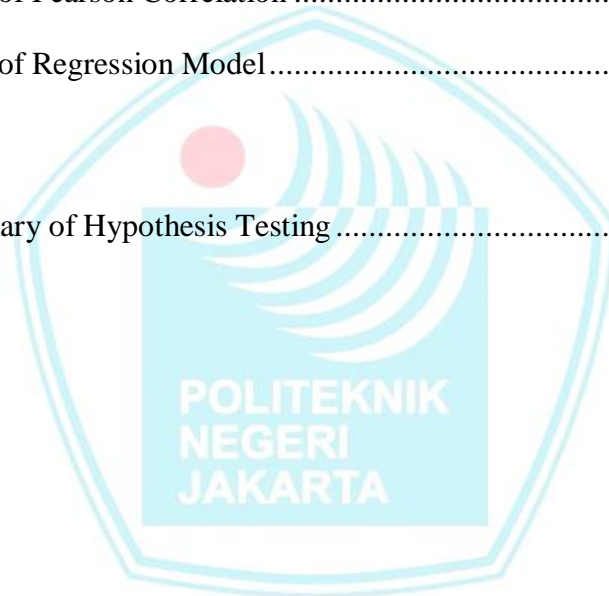 of Pearson Correlation ......................................
of Regression Model.........................................
ary of Hypothesis Testing .................................
POLITEKNIK
NEGERI
JAKARTA